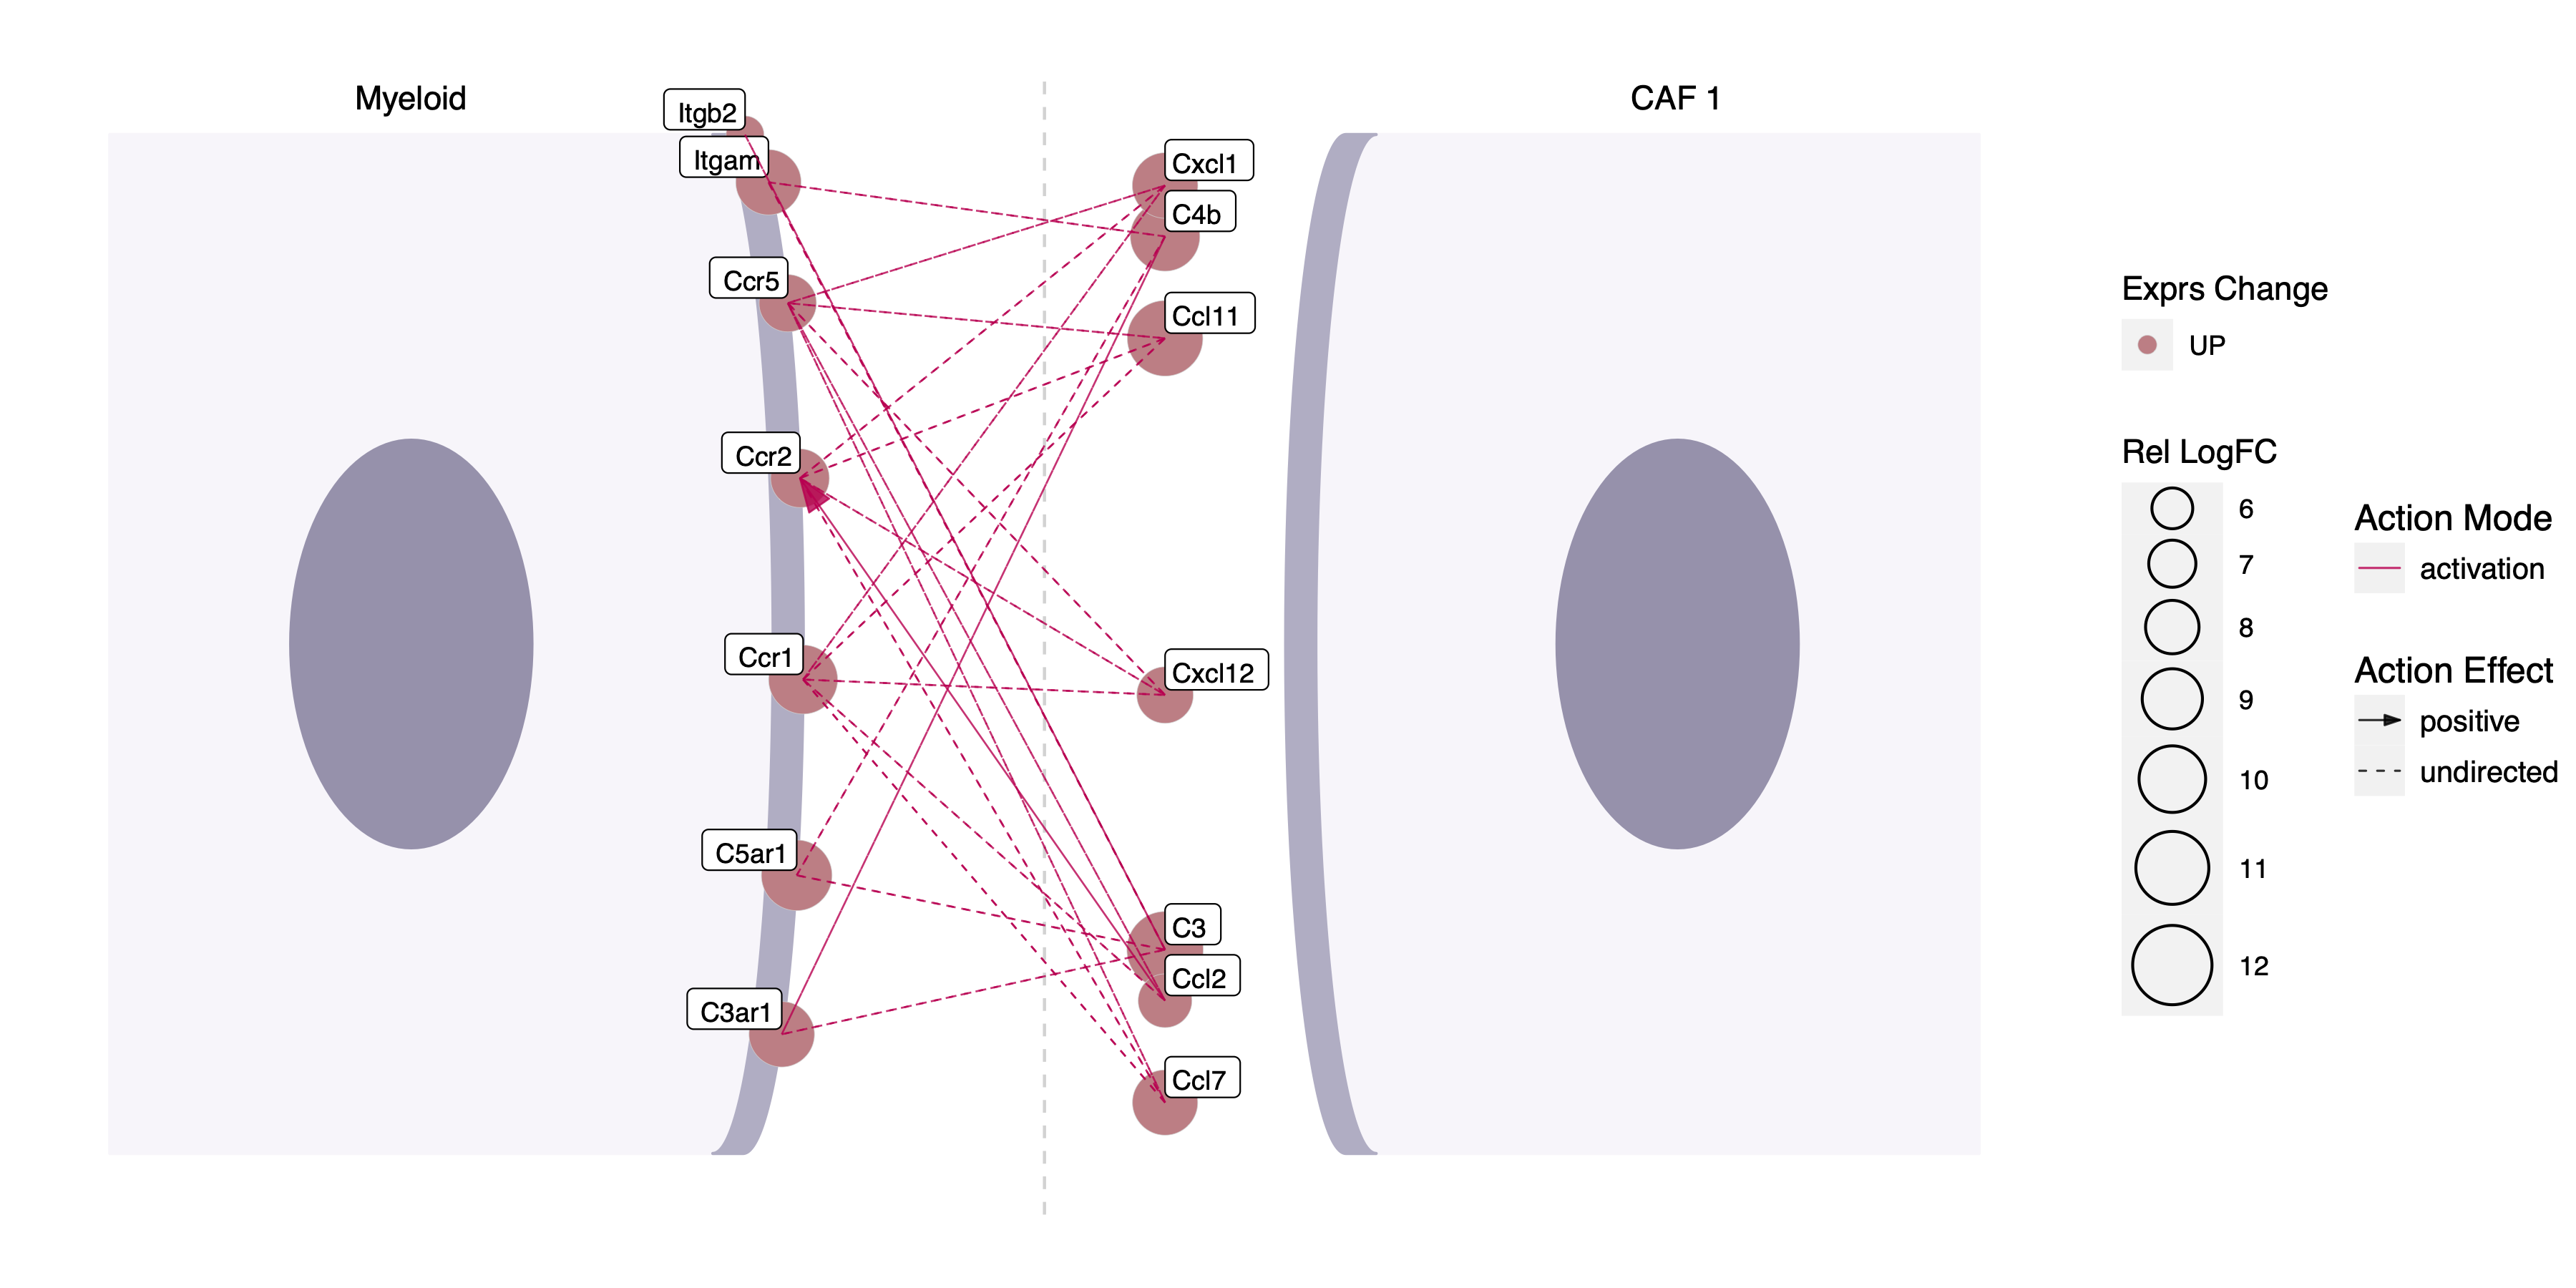 Myeloid
CAF 1
Itgb2
Itgam
Ccr5
Ccr2
Ccr1
C5ar1
C3ar1
Cxcl1
C4b
Ccl11
Cxcl12
C3
Ccl2
Ccl7
Exprs Change
UP
Rel LogFC
6
7
8
9
10
11
12
Action Mode
activation
Action Effect
positive
undirected